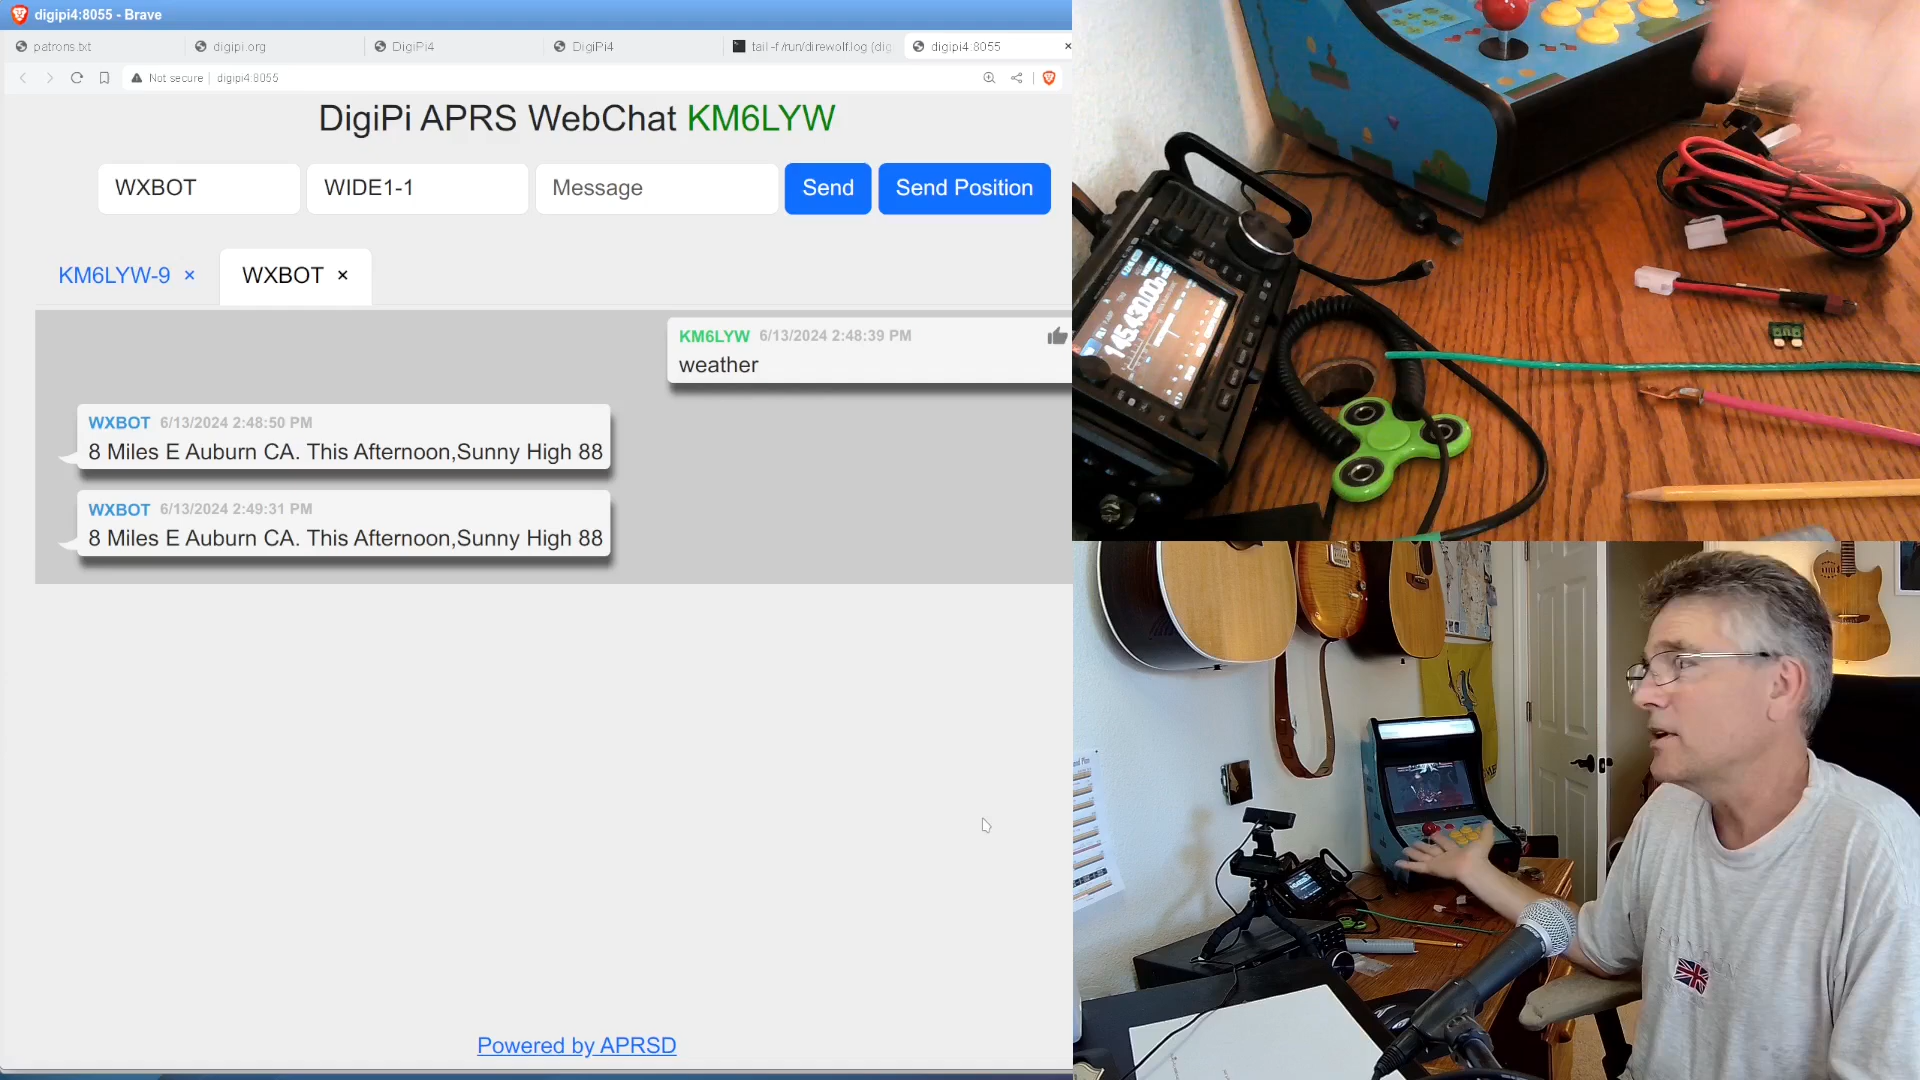 digipi4:8055 - Brave
patrons.txt
digipi.org
DigiPi4
DigiPi4
tail -f /run/direwolf.log (dig
digipi4:8055
Not secure
digipi4:8055
DigiPi APRS WebChat KM6LYW
WXBOT
WIDE1-1
Message
Send
Send Position
KM6LYW-9 ×
WXBOT ×
KM6LYW 6/13/2024 2:48:39 PM
weather
WXBOT 6/13/2024 2:48:50 PM
8 Miles E Auburn CA. This Afternoon,Sunny High 88
WXBOT 6/13/2024 2:49:31 PM
8 Miles E Auburn CA. This Afternoon,Sunny High 88
Powered by APRSD
145.430.00